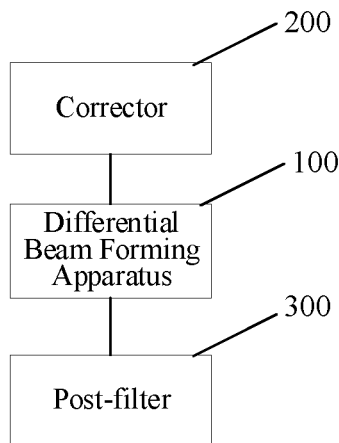 200
Corrector
100
Differential
Beam Forming
Apparatus
300
Post-filter